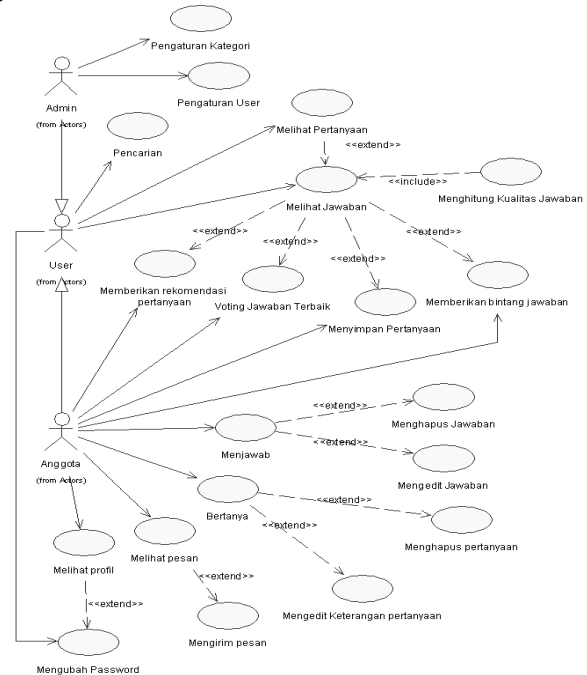 Pengaturan Kategori
Pengaturan User
Admin
(from Actors)
Pencarian
Melihat Pertanyaan
<<extend>>
<<include>>
Menghitung Kualitas Jawaban
Melihat Jawaban
<<extend>>
<<extend>>
<<extend>>
<<extend>>
User
(from Actors)
Memberikan rekomendasi
pertanyaan
Voting Jawaban Terbaik
Menyimpan Pertanyaan
Memberikan bintang jawaban
<<extend>>
Menghapus Jawaban
Menjawab
<<extend>>
Mengedit Jawaban
Anggota
(from Actors)
Bertanya
<<extend>>
<<extend>>
Menghapus pertanyaan
Melihat pesan
Melihat profil
<<extend>>
<<extend>>
Mengedit Keterangan pertanyaan
Mengirim pesan
Mengubah Password